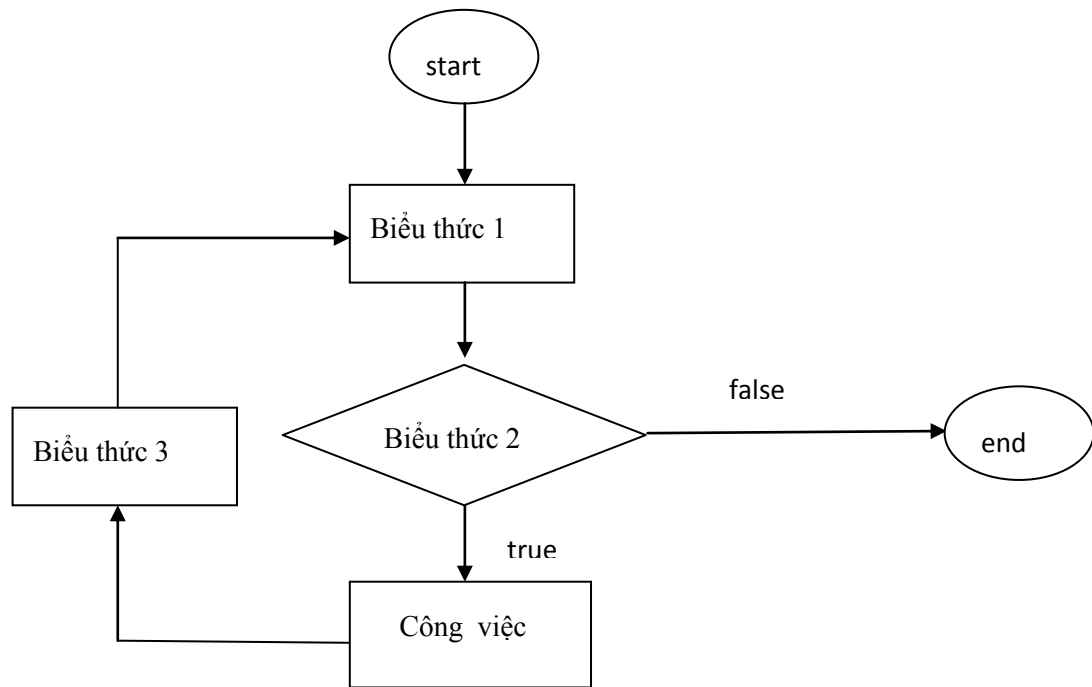 start
Biểu thức 1
false
Biểu thức 3
Biểu thức 2
end
true
Công việc